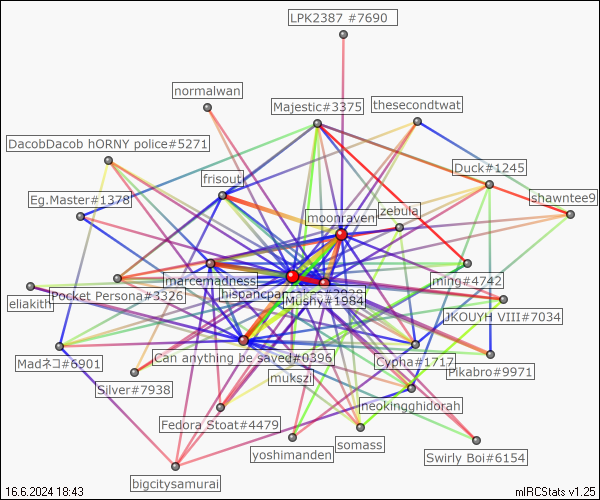 LPK2387 #7690
normalwan
Majestic#3375
thesecondtwat
DacobDacob hORNY police#5271
Duck#1245
frisout
Eg.Master#1378
shawntee9
zebula
moonraven
marcemadness
ming#4742
Pocket Persona#3326
Mushy#1984
eliakith
JKOUYH VIII#7034
Can anything be saved#0396
Cypha#1717
Madネコ#6901
Pikabro#9971
mukszi
Silver#7938
neokingghidorah
Fedora Stoat#4479
somass
yoshimanden
Swirly Boi#6154
bigcitysamurai
16.6.2024 18:43
mIRCStats v1.25